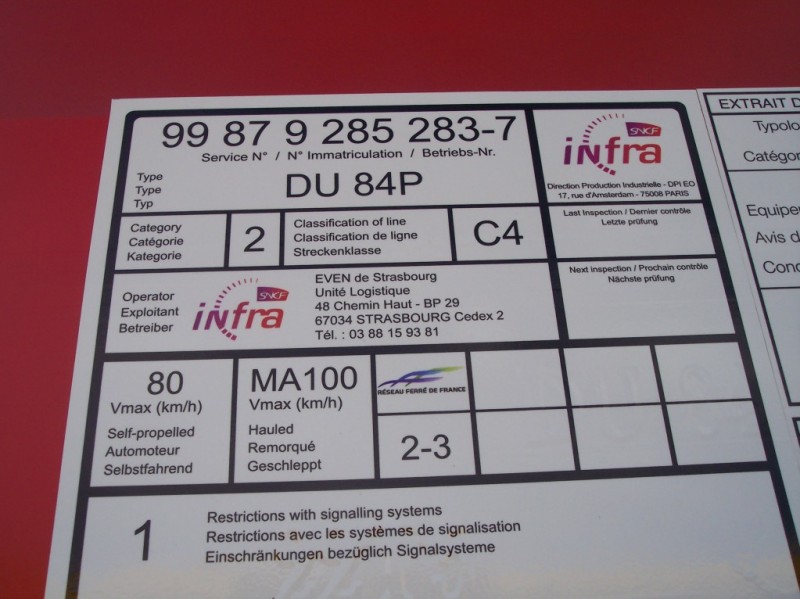 99 87 9 285 283-7
Service N° / N° Immatriculation / Betriebs-Nr.
Type
Type
Typ
DU 84P
SNCF
iNfra
Direction Production Industrielle - DPI EO
17, rue d'Amsterdam - 75008 PARIS
Category
Catégorie
Kategorie
2
Classification of line
Classification de ligne
Streckenklasse
C4
Last Inspection / Dernier contrôle
Letzte prüfung
Next inspection / Prochain contrôle
Nächste prüfung
Operator
Exploitant
Betreiber
SNCF
iNfra
EVEN de Strasbourg
Unité Logistique
48 Chemin Haut - BP 29
67034 STRASBOURG Cedex 2
Tél. : 03 88 15 93 81
80
Vmax (km/h)
Self-propelled
Automoteur
Selbstfahrend
MA100
Vmax (km/h)
Hauled
Remorqué
Geschleppt
RÉSEAU FERRÉ DE FRANCE
2-3
1
Restrictions with signalling systems
Restrictions avec les systèmes de signalisation
Einschränkungen bezüglich Signalsysteme
EXTRAIT D
Typolo
Catégor
Equipe
Avis d
Cond